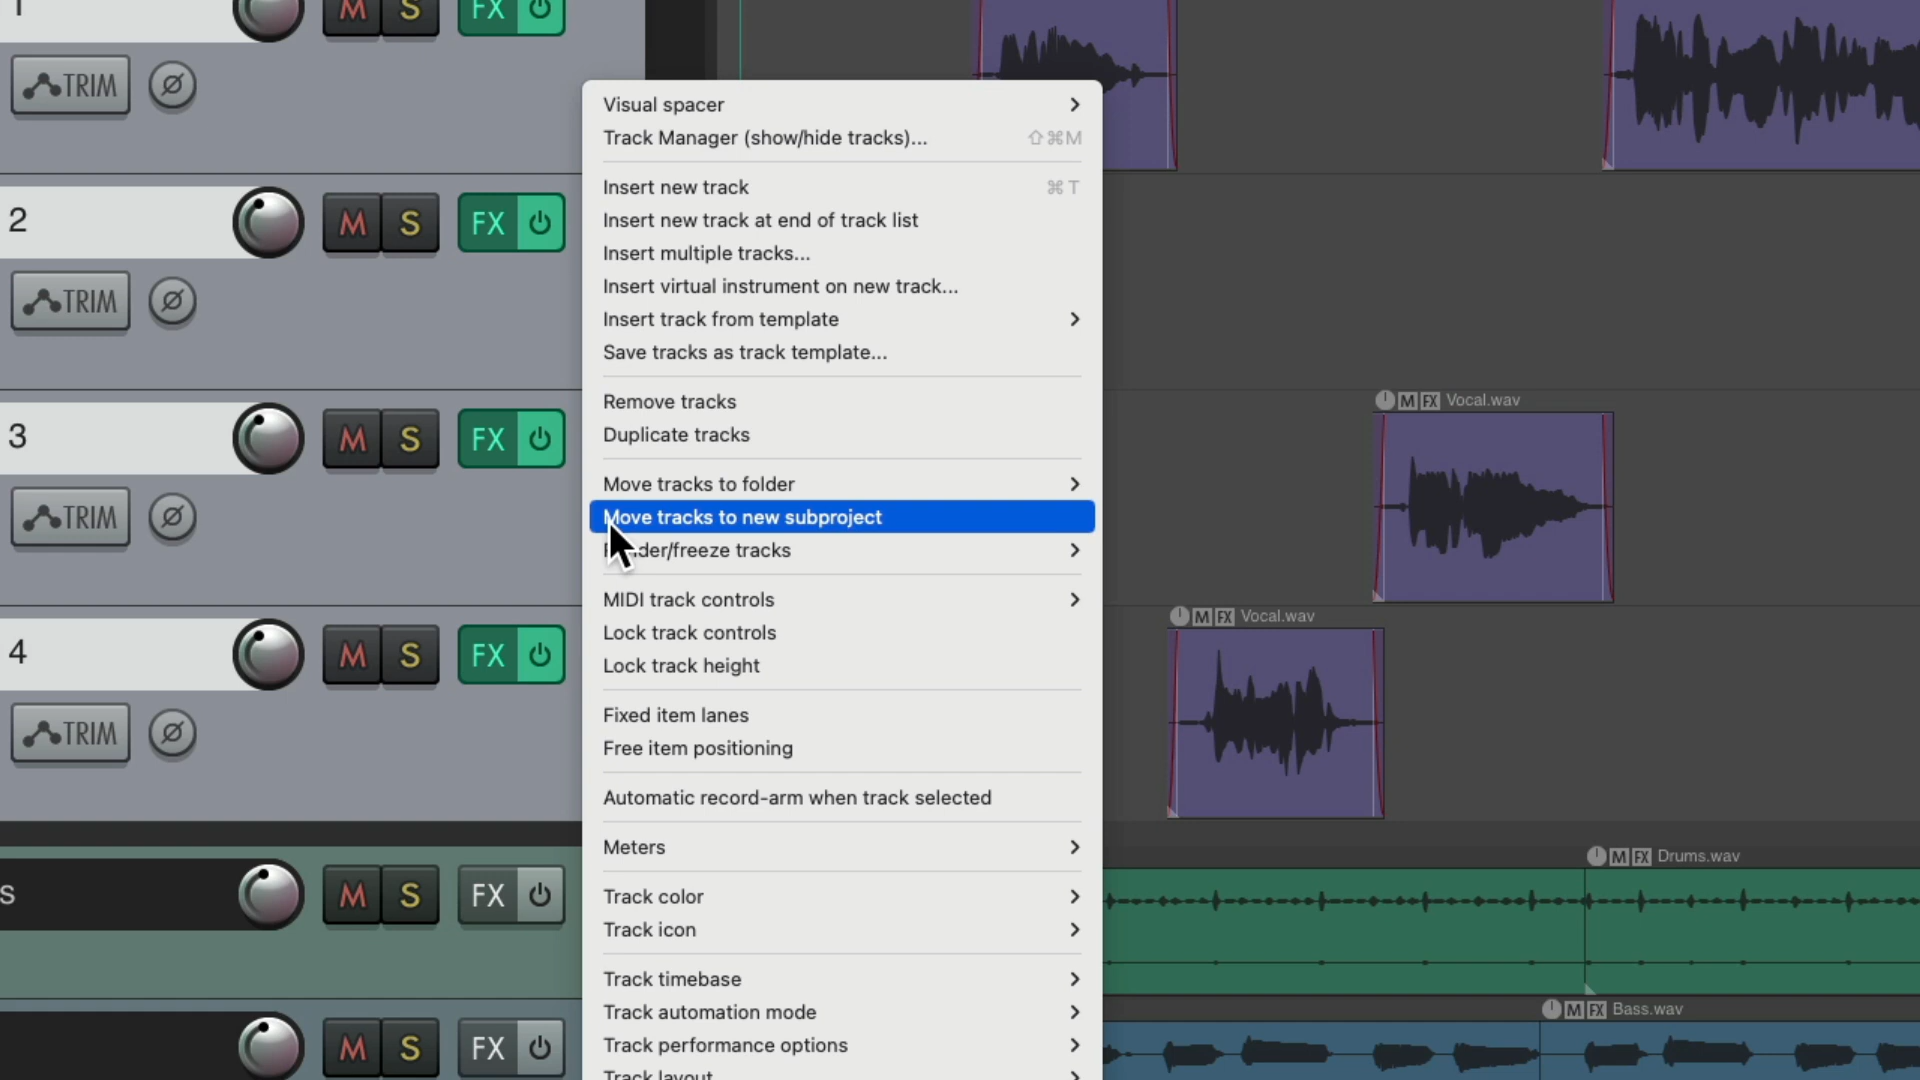 1 M S FX
TRIM Ø
Visual spacer
Track Manager (show/hide tracks)... ⇧⌘M
Insert new track ⌘T
2 M S FX
Insert new track at end of track list
Insert multiple tracks...
Insert virtual instrument on new track...
TRIM Ø
Insert track from template
Save tracks as track template...
Remove tracks
M FX Vocal.wav
3 M S FX
Duplicate tracks
Move tracks to folder
TRIM Ø
Move tracks to new subproject
der/freeze tracks
MIDI track controls
M FX Vocal.wav
Lock track controls
4 M S FX
Lock track height
Fixed item lanes
TRIM Ø
Free item positioning
Automatic record-arm when track selected
Meters
M FX Drums.wav
s M S FX
Track color
Track icon
Track timebase
Track automation mode
M FX Bass.wav
M S FX
Track performance options
Track layout